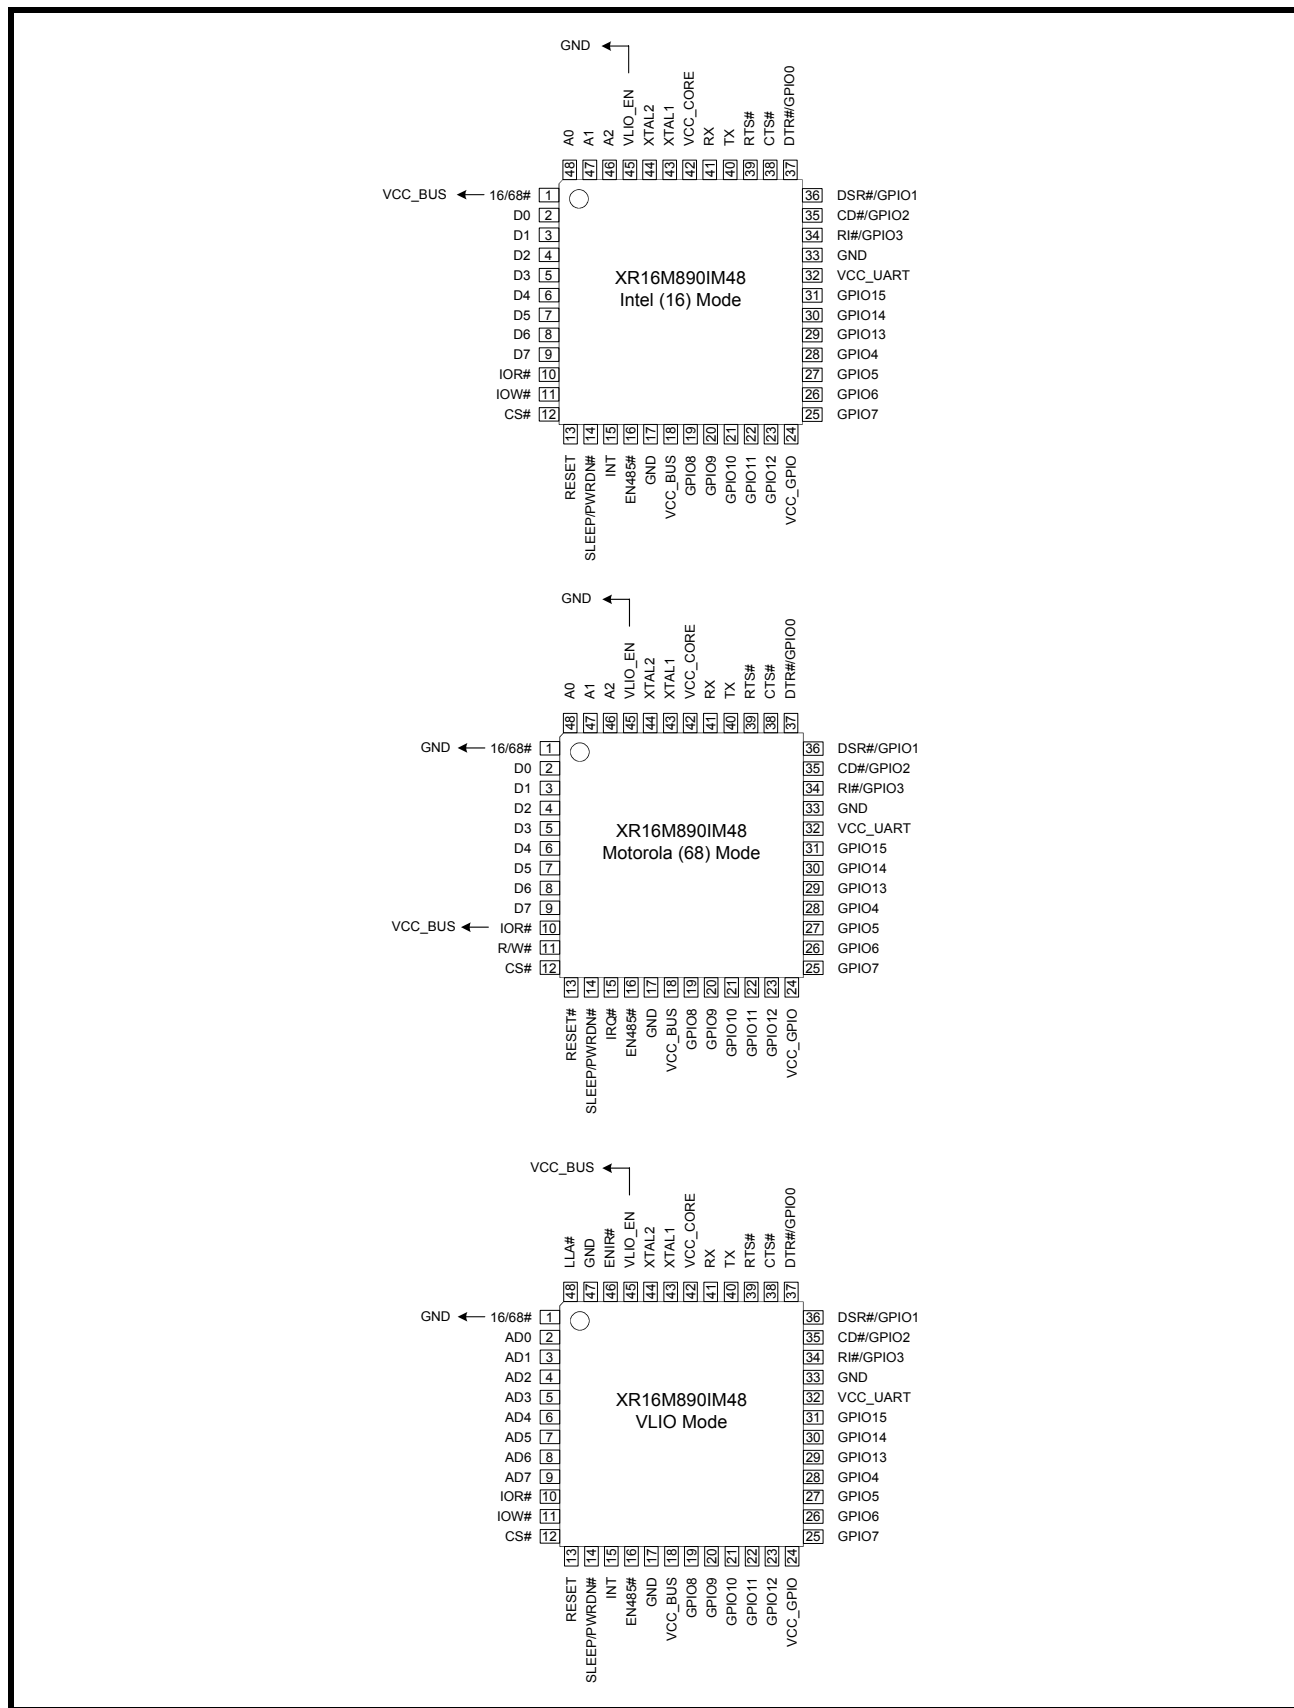 GND
A0
A1
A2
VLIO_EN
XTAL2
XTAL1
VCC_CORE
RX
TX
RTS#
CTS#
DTR#/GPIO0
48 47 46 45 44 43 42 41 40 39 38 37
VCC_BUS 16/68# 1 36 DSR#/GPIO1
D0 2 35 CD#/GPIO2
D1 3 34 RI#/GPIO3
D2 4 33 GND
D3 5 32 VCC_UART
D4 6 31 GPIO15
D5 7 30 GPIO14
D6 8 29 GPIO13
D7 9 28 GPIO4
IOR# 10 27 GPIO5
IOW# 11 26 GPIO6
CS# 12 25 GPIO7
XR16M890IM48
Intel (16) Mode
13 14 15 16 17 18 19 20 21 22 23 24
RESET
SLEEP/PWRDN#
INT
EN485#
GND
VCC_BUS
GPIO8
GPIO9
GPIO10
GPIO11
GPIO12
VCC_GPIO
GND
A0
A1
A2
VLIO_EN
XTAL2
XTAL1
VCC_CORE
RX
TX
RTS#
CTS#
DTR#/GPIO0
48 47 46 45 44 43 42 41 40 39 38 37
GND 16/68# 1 36 DSR#/GPIO1
D0 2 35 CD#/GPIO2
D1 3 34 RI#/GPIO3
D2 4 33 GND
D3 5 32 VCC_UART
D4 6 31 GPIO15
D5 7 30 GPIO14
D6 8 29 GPIO13
D7 9 28 GPIO4
VCC_BUS IOR# 10 27 GPIO5
R/W# 11 26 GPIO6
CS# 12 25 GPIO7
XR16M890IM48
Motorola (68) Mode
13 14 15 16 17 18 19 20 21 22 23 24
RESET#
SLEEP/PWRDN#
IRQ#
EN485#
GND
VCC_BUS
GPIO8
GPIO9
GPIO10
GPIO11
GPIO12
VCC_GPIO
VCC_BUS
LLA#
GND
ENIR#
VLIO_EN
XTAL2
XTAL1
VCC_CORE
RX
TX
RTS#
CTS#
DTR#/GPIO0
48 47 46 45 44 43 42 41 40 39 38 37
GND 16/68# 1 36 DSR#/GPIO1
AD0 2 35 CD#/GPIO2
AD1 3 34 RI#/GPIO3
AD2 4 33 GND
AD3 5 32 VCC_UART
AD4 6 31 GPIO15
AD5 7 30 GPIO14
AD6 8 29 GPIO13
AD7 9 28 GPIO4
IOR# 10 27 GPIO5
IOW# 11 26 GPIO6
CS# 12 25 GPIO7
XR16M890IM48
VLIO Mode
13 14 15 16 17 18 19 20 21 22 23 24
RESET
SLEEP/PWRDN#
INT
EN485#
GND
VCC_BUS
GPIO8
GPIO9
GPIO10
GPIO11
GPIO12
VCC_GPIO